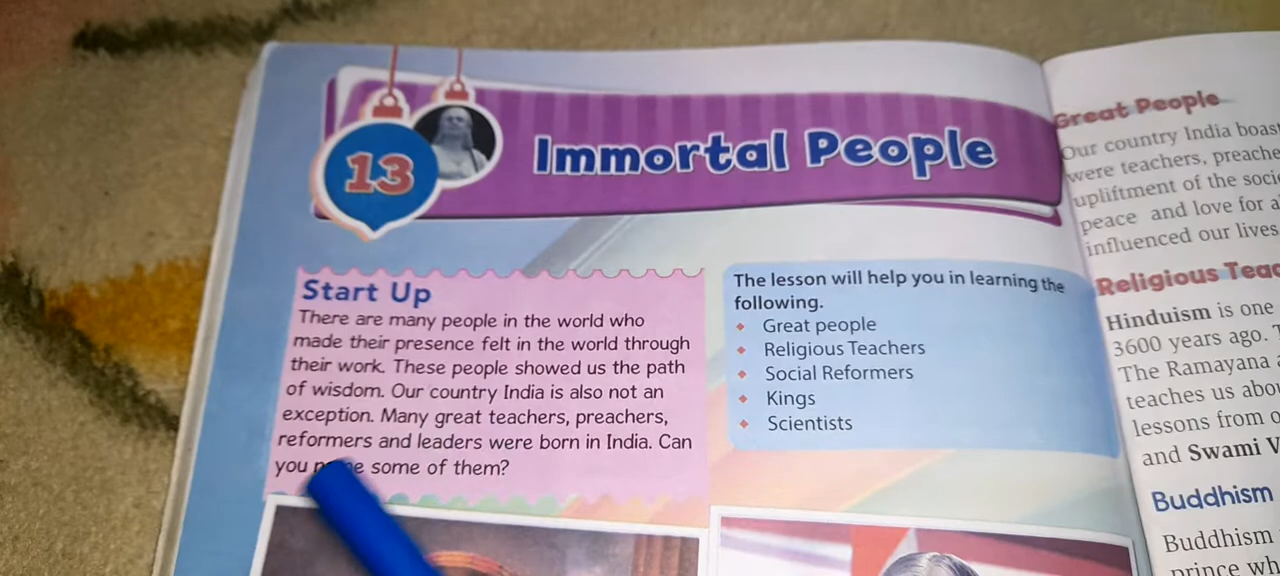 13
Immortal People
Start Up
There are many people in the world who
made their presence felt in the world through
their work. These people showed us the path
of wisdom. Our country India is also not an
exception. Many great teachers, preachers,
reformers and leaders were born in India. Can
you some of them?
The lesson will help you in learning the
following.
Great people
Religious Teachers
Social Reformers
Kings
Scientists
Great People
Our country India
were teachers,
upliftment of the
peace and love for
influenced our lives
Religious
Hinduism is one
3600 years ago.
The Ramayana
teaches us
lessons from
and Swami
Buddhism
Buddhism
prince